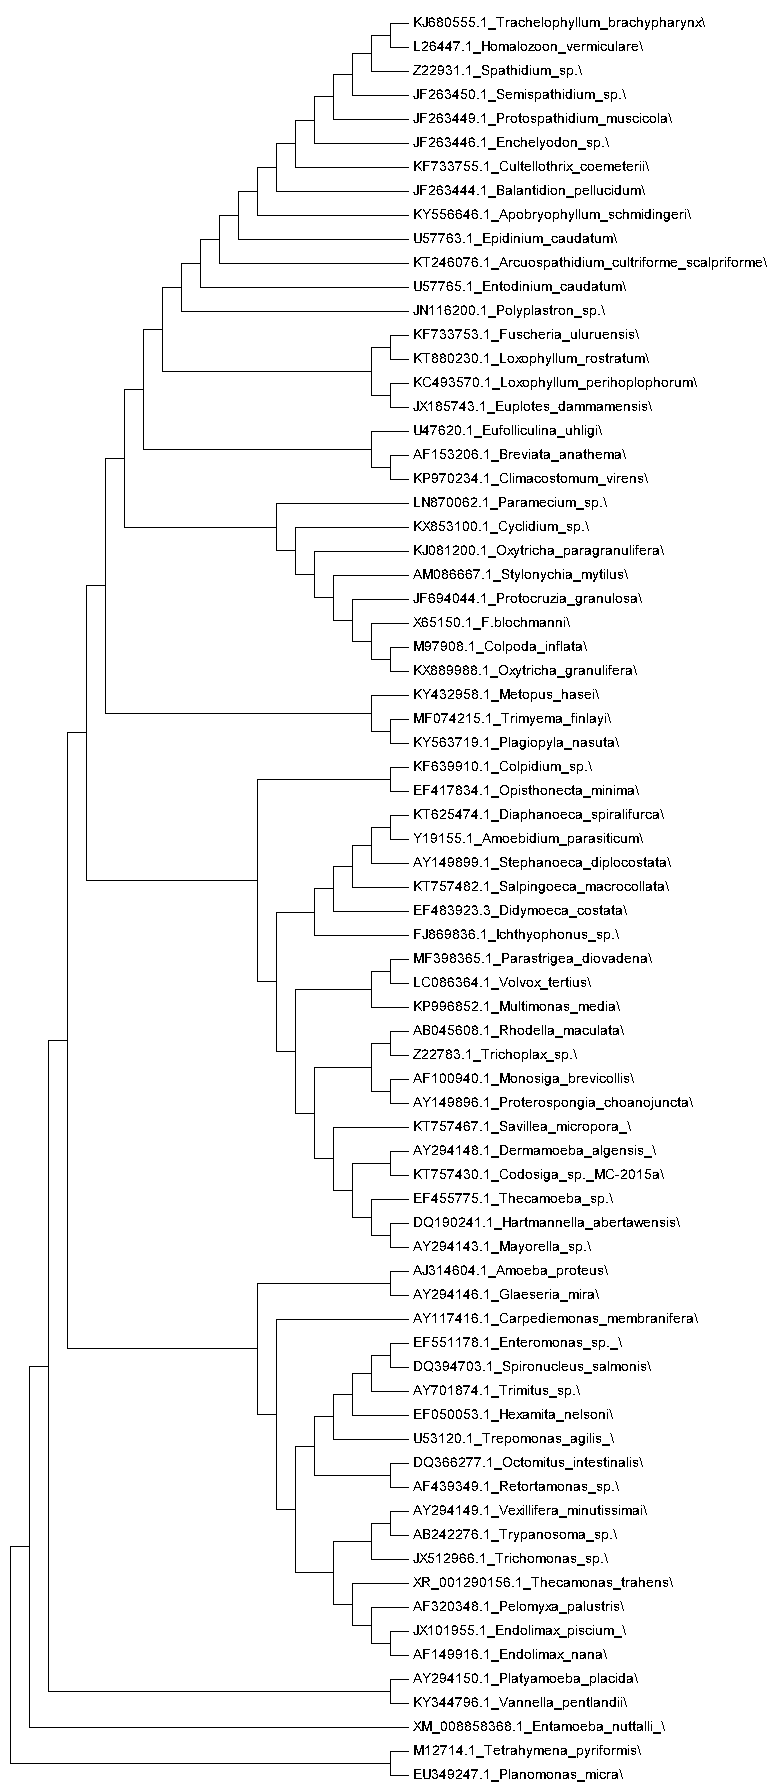 KJ680555.1_Trachelophyllum_brachypharynx\
L26447.1_Homalozoon_vermiculare\
Z22931.1_Spathidium_sp.\
JF263450.1_Semispathidium_sp.\
JF263449.1_Protospathidium_muscicola\
JF263446.1_Enchelyodon_sp.\
KF733755.1_Cultellothrix_coemeterii\
JF263444.1_Balantidion_pellucidum\
KY556646.1_Apobryophyllum_schmidingeri\
U57763.1_Epidinium_caudatum\
KT246076.1_Arcuospathidium_cultriforme_scalpriforme\
U57765.1_Entodinium_caudatum\
JN116200.1_Polyplastron_sp.\
KF733753.1_Fuscheria_uluruensis\
KT880230.1_Loxophyllum_rostratum\
KC493570.1_Loxophyllum_perihoplophorum\
JX185743.1_Euplotes_dammamensis\
U47620.1_Eufolliculina_uhligi\
AF153206.1_Breviata_anathema\
KP970234.1_Climacostomum_virens\
LN870062.1_Paramecium_sp.\
KX853100.1_Cyclidium_sp.\
KJ081200.1_Oxytricha_paragranulifera\
AM086667.1_Stylonychia_mytilus\
JF694044.1_Protocruzia_granulosa\
X65150.1_F.blochmanni\
M97908.1_Colpoda_inflata\
KX889988.1_Oxytricha_granulifera\
KY432958.1_Metopus_hasei\
MF074215.1_Trimyema_finlayi\
KY563719.1_Plagiopyla_nasuta\
KF639910.1_Colpidium_sp.\
EF417834.1_Opisthonecta_minima\
KT625474.1_Diaphanoeca_spiralifurca\
Y19155.1_Amoebidium_parasiticum\
AY149899.1_Stephanoeca_diplocostata\
KT757482.1_Salpingoeca_macrocollata\
EF483923.3_Didymoeca_costata\
FJ869836.1_Ichthyophonus_sp.\
MF398365.1_Parastrigea_diovadena\
LC086364.1_Volvox_tertius\
KP996852.1_Multimonas_media\
AB045608.1_Rhodella_maculata\
Z22783.1_Trichoplax_sp.\
AF100940.1_Monosiga_brevicollis\
AY149896.1_Proterospongia_choanojuncta\
KT757467.1_Savillea_micropora_\
AY294148.1_Dermamoeba_algensis_\
KT757430.1_Codosiga_sp._MC-2015a\
EF455775.1_Thecamoeba_sp.\
DQ190241.1_Hartmannella_abertawensis\
AY294143.1_Mayorella_sp.\
AJ314604.1_Amoeba_proteus\
AY294146.1_Glaeseria_mira\
AY117416.1_Carpediemonas_membranifera\
EF551178.1_Enteromonas_sp._\
DQ394703.1_Spironucleus_salmonis\
AY701874.1_Trimitus_sp.\
EF050053.1_Hexamita_nelsoni\
U53120.1_Trepomonas_agilis_\
DQ366277.1_Octomitus_intestinalis\
AF439349.1_Retortamonas_sp.\
AY294149.1_Vexillifera_minutissimai\
AB242276.1_Trypanosoma_sp.\
JX512966.1_Trichomonas_sp.\
XR_001290156.1_Thecamonas_trahens\
AF320348.1_Pelomyxa_palustris\
JX101955.1_Endolimax_piscium_\
AF149916.1_Endolimax_nana\
AY294150.1_Platyamoeba_placida\
KY344796.1_Vannella_pentlandii\
XM_008858368.1_Entamoeba_nuttalli_\
M12714.1_Tetrahymena_pyriformis\
EU349247.1_Planomonas_micra\